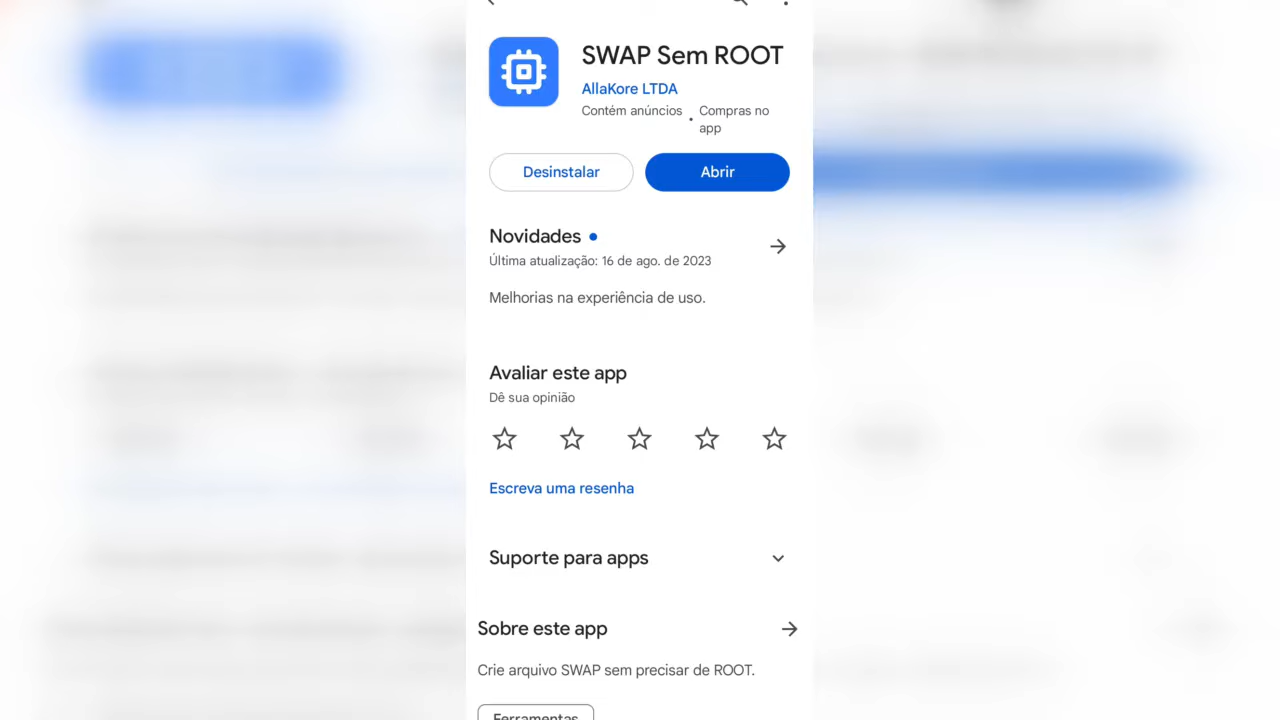 SWAP Sem ROOT
AllaKore LTDA
Contém anúncios • Compras no
app
Desinstalar
Abrir
Novidades
Última atualização: 16 de ago. de 2023
Melhorias na experiência de uso.
Avaliar este app
Dê sua opinião
Escreva uma resenha
Suporte para apps
Sobre este app
Crie arquivo SWAP sem precisar de ROOT.
Ferramentas